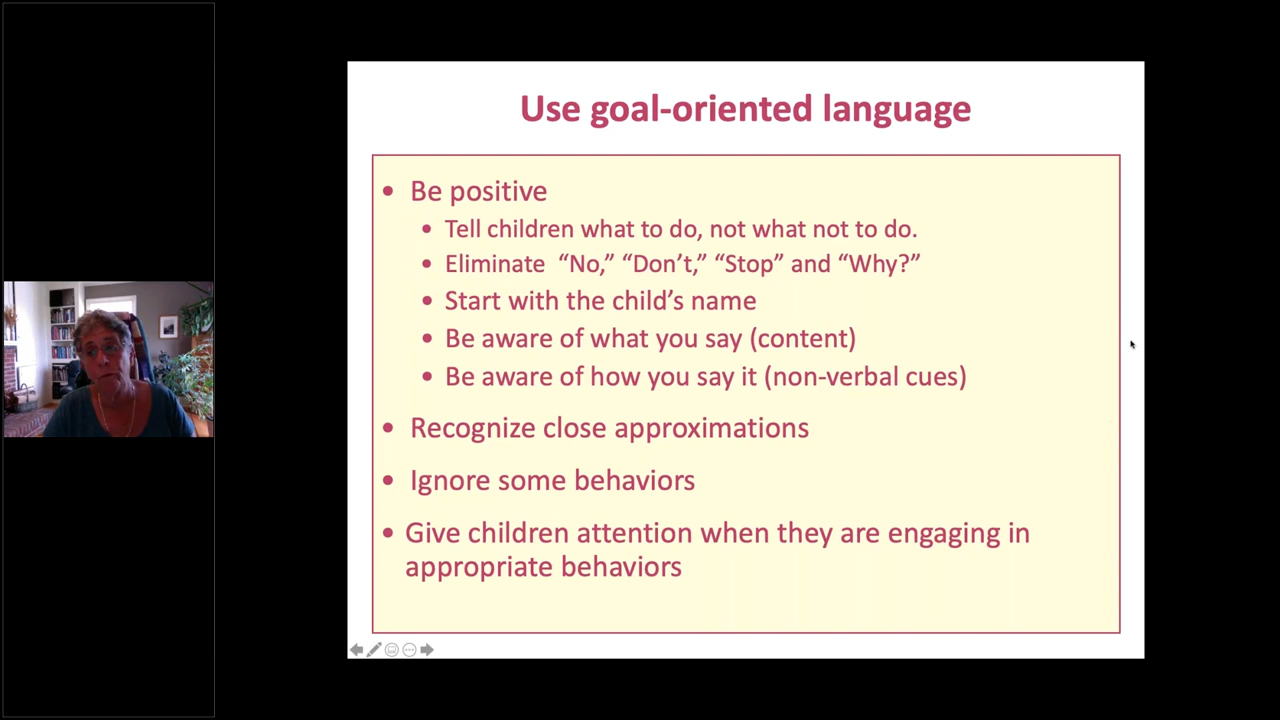 Use goal-oriented language
• Be positive
• Tell children what to do, not what not to do.
• Eliminate “No,” “Don’t,” “Stop” and “Why?”
• Start with the child’s name
• Be aware of what you say (content)
• Be aware of how you say it (non-verbal cues)
• Recognize close approximations
• Ignore some behaviors
• Give children attention when they are engaging in
appropriate behaviors